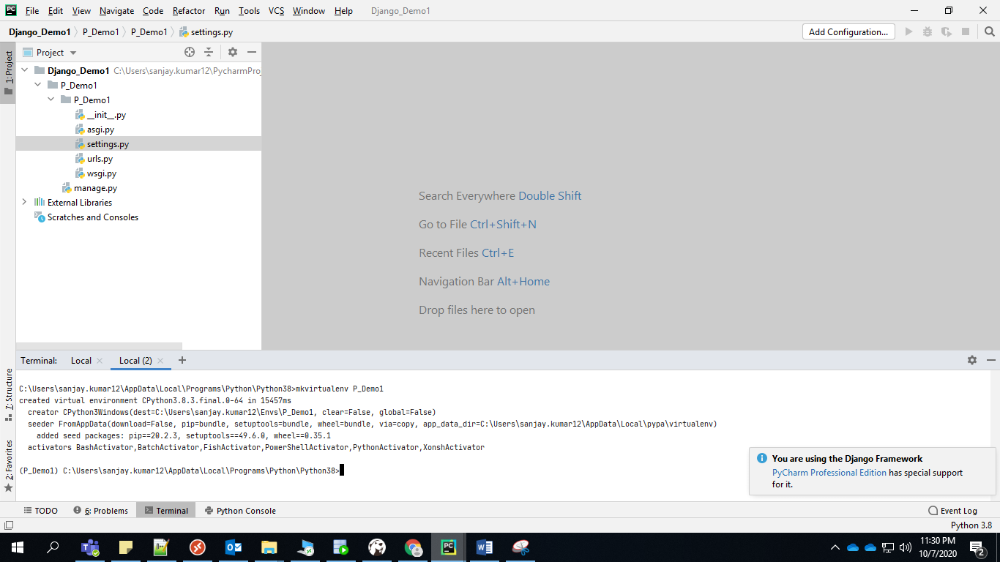 File Edit View Navigate Code Refactor Run Tools VCS Window Help Django_Demo1
Django_Demo1 P_Demo1 P_Demo1 settings.py Add Configuration...
1: Project
Project
Django_Demo1 C:\Users\sanjay.kumar12\PycharmProj
P_Demo1
P_Demo1
__init__.py
asgi.py
settings.py
urls.py
wsgi.py
manage.py
External Libraries
Scratches and Consoles
Search Everywhere Double Shift
Go to File Ctrl+Shift+N
Recent Files Ctrl+E
Navigation Bar Alt+Home
Drop files here to open
7: Structure
2: Favorites
Terminal: Local Local (2)
C:\Users\sanjay.kumar12\AppData\Local\Programs\Python\Python38>mkvirtualenv P_Demo1
created virtual environment CPython3.8.3.final.0-64 in 15457ms
creator CPython3Windows(dest=C:\Users\sanjay.kumar12\Envs\P_Demo1, clear=False, global=False)
seeder FromAppData(download=False, pip=bundle, setuptools=bundle, wheel=bundle, via=copy, app_data_dir=C:\Users\sanjay.kumar12\AppData\Local\pypa\virtualenv)
added seed packages: pip==20.2.3, setuptools==49.6.0, wheel==0.35.1
activators BashActivator,BatchActivator,FishActivator,PowerShellActivator,PythonActivator,XonshActivator
(P_Demo1) C:\Users\sanjay.kumar12\AppData\Local\Programs\Python\Python38>
You are using the Django Framework
PyCharm Professional Edition has special support
for it.
TODO 6: Problems Terminal Python Console Event Log
Python 3.8
11:30 PM
10/7/2020
2